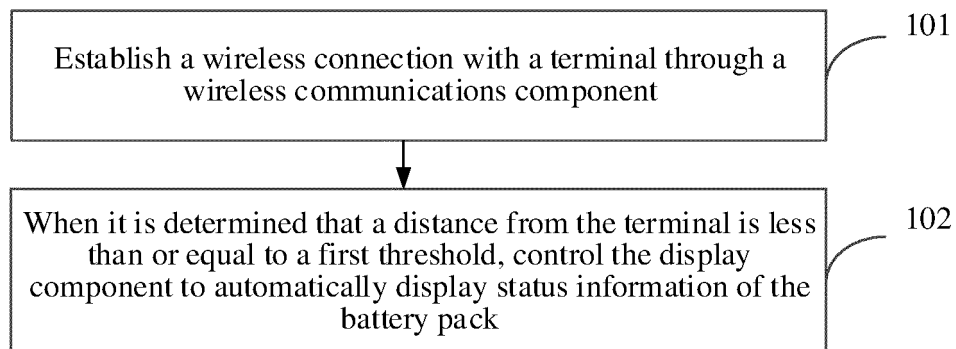 101
Establish a wireless connection with a terminal through a
wireless communications component
102
When it is determined that a distance from the terminal is less
than or equal to a first threshold, control the display
component to automatically display status information of the
battery pack